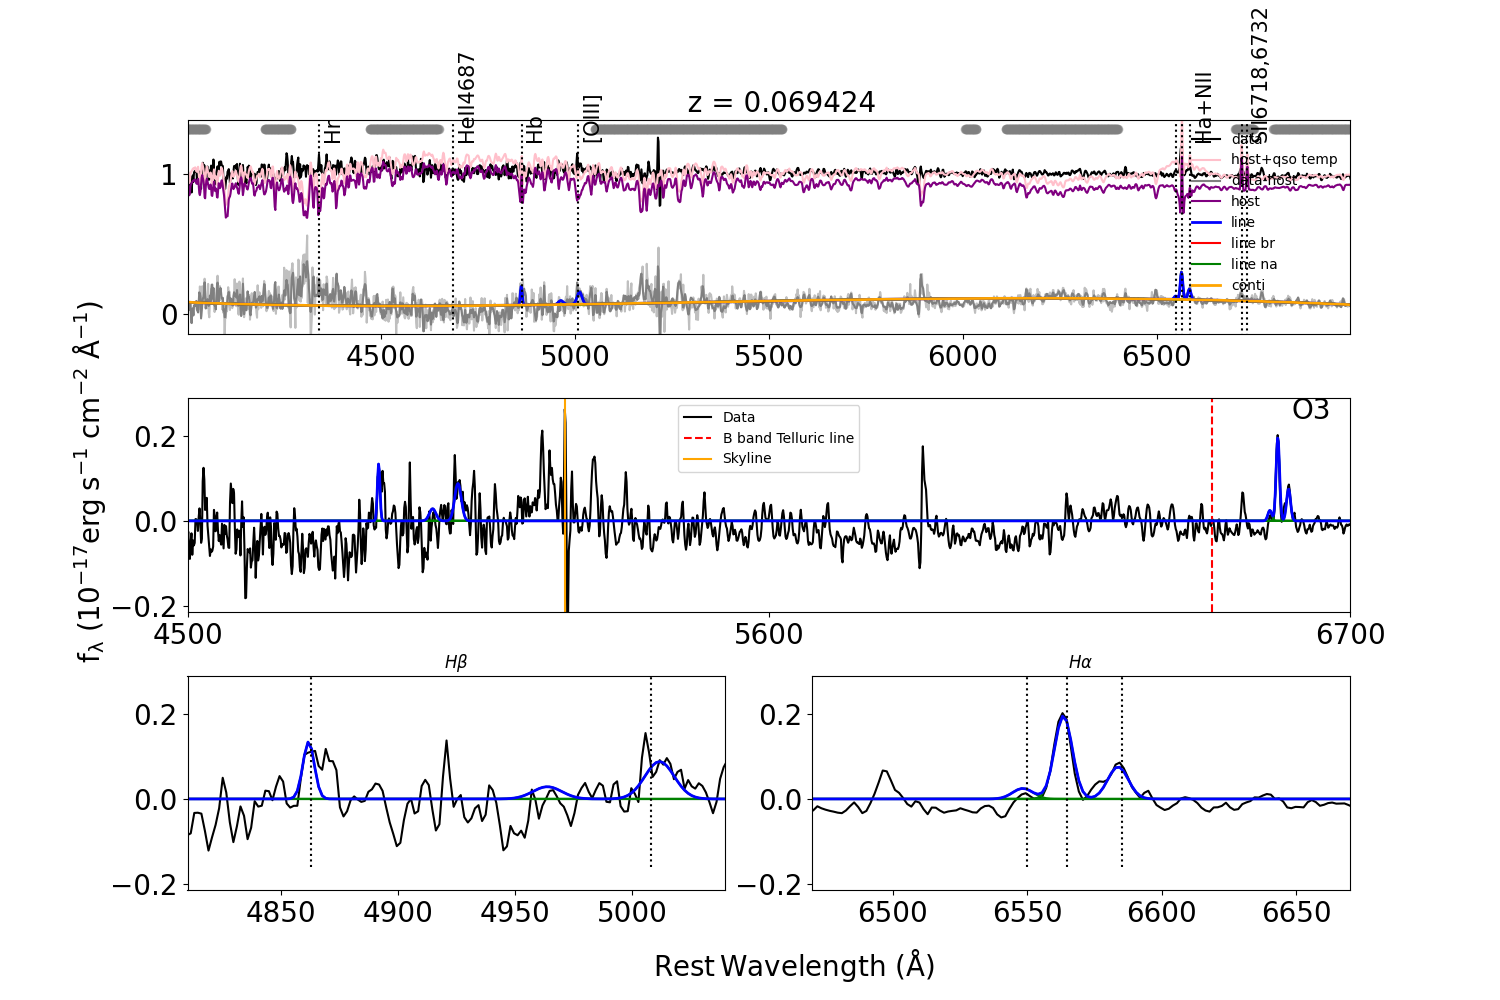 z = 0.069424
Hr
HeII4687
Hb
[OIII]
Ha+NII
SII6718,6732
data
host+qso temp
data-host
host
line
line br
line na
conti
1
0
4500 5000 5500 6000 6500
O3
Data
B band Telluric line
Skyline
0.2
0.0
−0.2
4500 5600 6700
fλ (10⁻¹⁷erg s⁻¹ cm⁻² Å⁻¹)
Hβ
0.2
0.0
−0.2
4850 4900 4950 5000
Hα
0.2
0.0
−0.2
6500 6550 6600 6650
Rest Wavelength (Å)